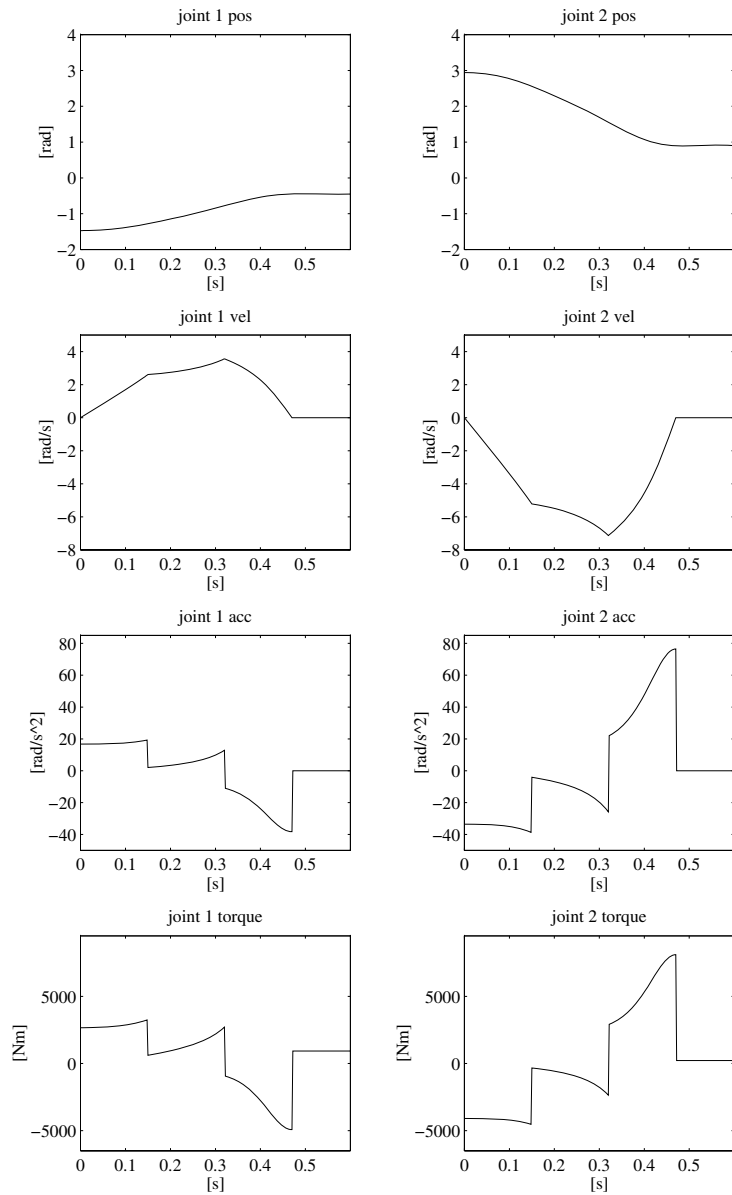 joint 1 pos
4
3
2
1
0
−1
−2
[rad]
0 0.1 0.2 0.3 0.4 0.5
[s]
joint 2 pos
4
3
2
1
0
−1
−2
[rad]
0 0.1 0.2 0.3 0.4 0.5
[s]
joint 1 vel
4
2
0
−2
−4
−6
−8
[rad/s]
0 0.1 0.2 0.3 0.4 0.5
[s]
joint 2 vel
4
2
0
−2
−4
−6
−8
[rad/s]
0 0.1 0.2 0.3 0.4 0.5
[s]
joint 1 acc
80
60
40
20
0
−20
−40
[rad/s^2]
0 0.1 0.2 0.3 0.4 0.5
[s]
joint 2 acc
80
60
40
20
0
−20
−40
[rad/s^2]
0 0.1 0.2 0.3 0.4 0.5
[s]
joint 1 torque
5000
0
−5000
[Nm]
0 0.1 0.2 0.3 0.4 0.5
[s]
joint 2 torque
5000
0
−5000
[Nm]
0 0.1 0.2 0.3 0.4 0.5
[s]